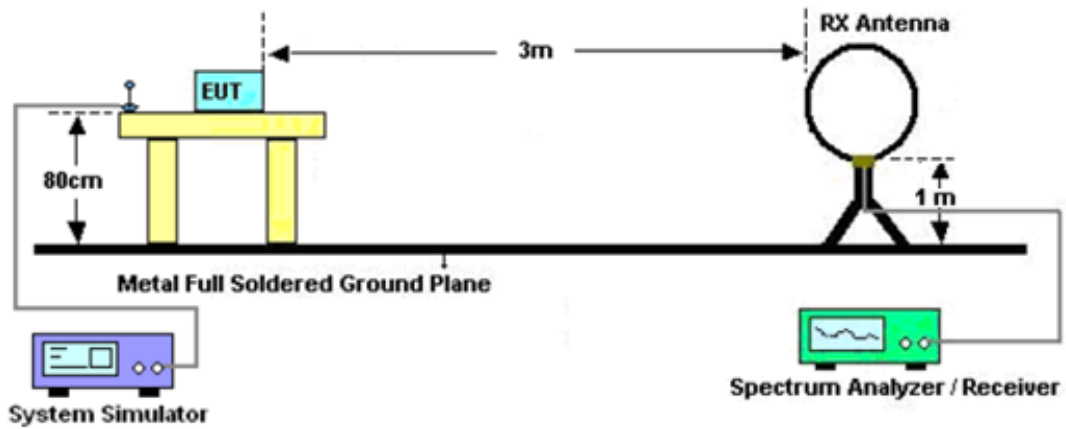 RX Antenna
3m
EUT
80cm
1 m
Metal Full Soldered Ground Plane
System Simulator
Spectrum Analyzer / Receiver